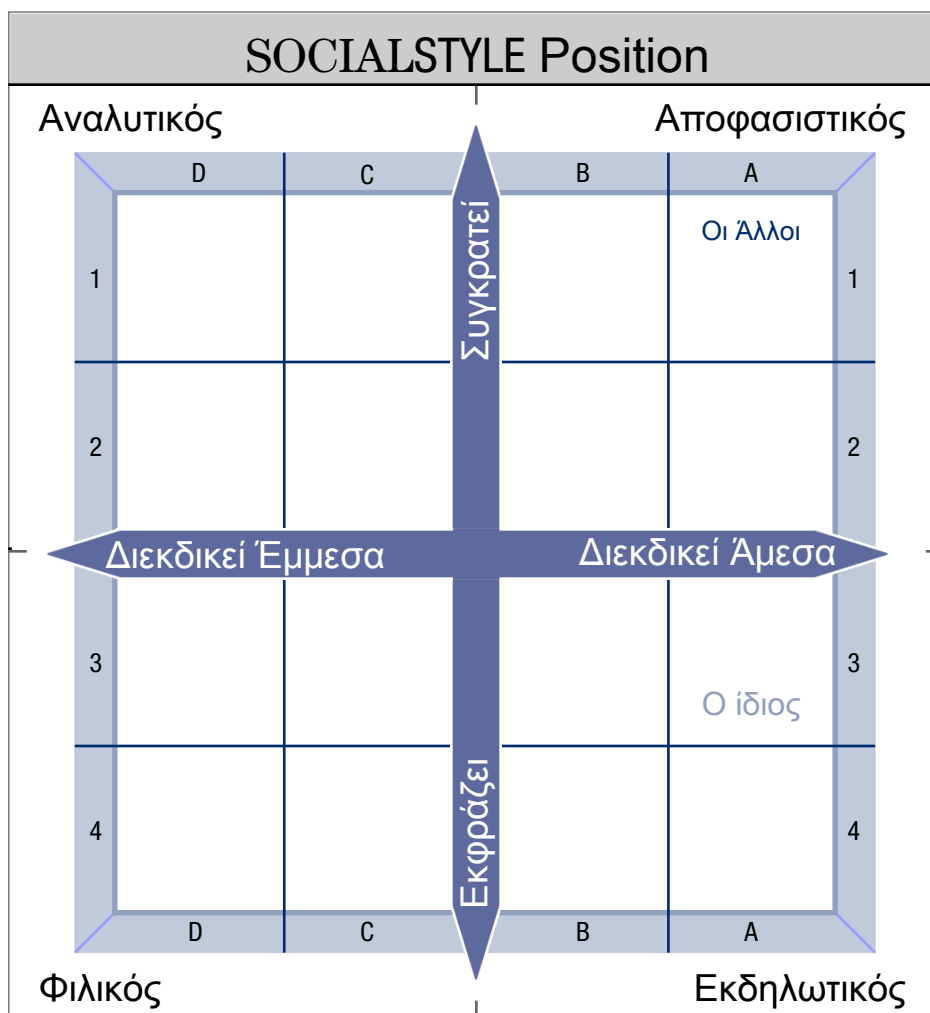 SOCIALSTYLE Position
Αναλυτικός Αποφασιστικός
D C B A
Συγκρατεί
Οι Άλλοι
1 1
2 2
Διεκδικεί Έμμεσα Διεκδικεί Άμεσα
3 3
Ο ίδιος
Εκφράζει
4 4
D C B A
Φιλικός Εκδηλωτικός